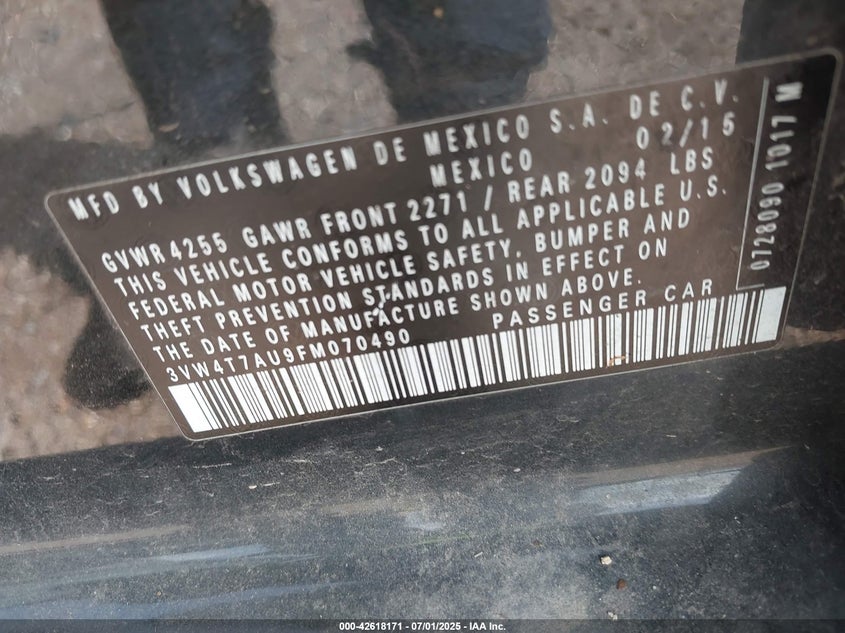 MFD BY VOLKSWAGEN DE MEXICO S.A. DE C.V.
MEXICO 02/15
GVWR 4255 GAWR FRONT 2271 / REAR 2094 LBS
THIS VEHICLE CONFORMS TO ALL APPLICABLE U.S.
FEDERAL MOTOR VEHICLE SAFETY, BUMPER AND
THEFT PREVENTION STANDARDS IN EFFECT ON
THE DATE OF MANUFACTURE SHOWN ABOVE.
3VW4T7AU9FM070490 PASSENGER CAR
0728090 1017 M
000-42618171 - 07/01/2025 - IAA Inc.